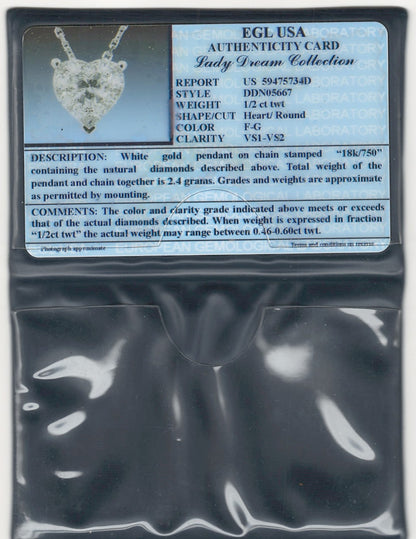 EGL USA
AUTHENTICITY CARD
Lady Dream Collection
REPORT US 59475734D
STYLE DDN05667
WEIGHT 1/2 ct twt
SHAPE/CUT Heart/ Round
COLOR F-G
CLARITY VS1-VS2
DESCRIPTION: White gold pendant on chain stamped "18k/750"
containing the natural diamonds described above. Total weight of the
pendant and chain together is 2.4 grans. Grades and weights are approximate
as permitted by mounting.
COMMENTS: The color and clarity grade indicated above meets or exceeds
that of the actual diamonds described. When weight is expressed in fraction
"1/2ct twt" the actual weight may range between 0.46-0.60ct twt.
Photograph approximate Terms and conditions on reverse